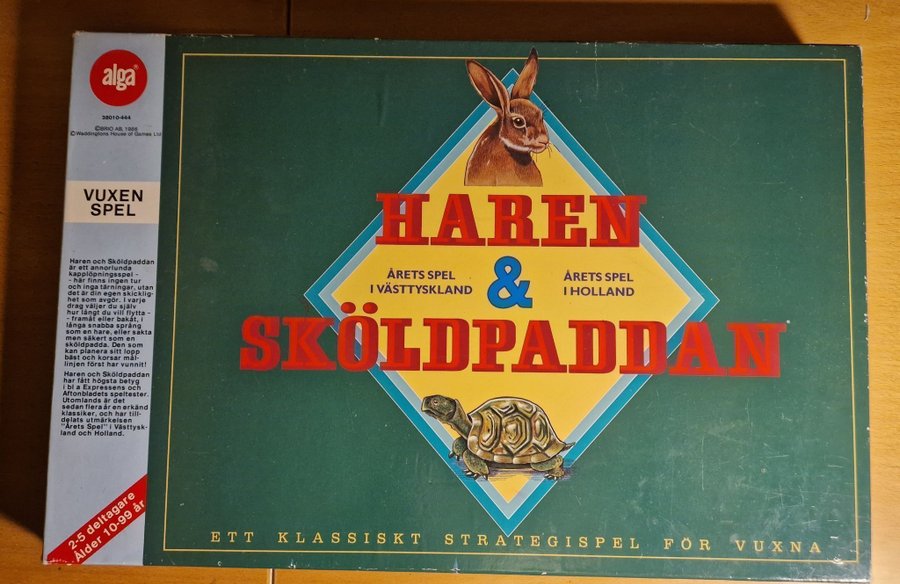 alga®
38010-444
©BRIO AB, 1988
©Waddingtons House of Games Ltd
VUXEN
SPEL
Haren och Sköldpaddan
är ett annorlunda
kapplöpningsspel -
- här finns ingen tur
och inga tärningar, utan
det är din egen skicklig-
het som avgör. I varje
drag väljer du själv
hur långt du vill flytta -
- framåt eller bakåt, i
långa snabba språng
som en hare, eller sakta
men säkert som en
sköldpadda. Den som
kan planera sitt lopp
bäst och korsar mål-
linjen först har vunnit!
Haren och Sköldpaddan
har fått högsta betyg
i bl a Expressens och
Aftonbladets speltester.
Utomlands är det
sedan flera år en erkänd
klassiker, och har till-
delats utmärkelsen
"Årets Spel" i Västtysk-
land och Holland.
2-5 deltagare
Ålder 10-99 år
HAREN
ÅRETS SPEL
I VÄSTTYSKLAND
&
ÅRETS SPEL
I HOLLAND
SKÖLDPADDAN
ETT KLASSISKT STRATEGISPEL FÖR VUXNA